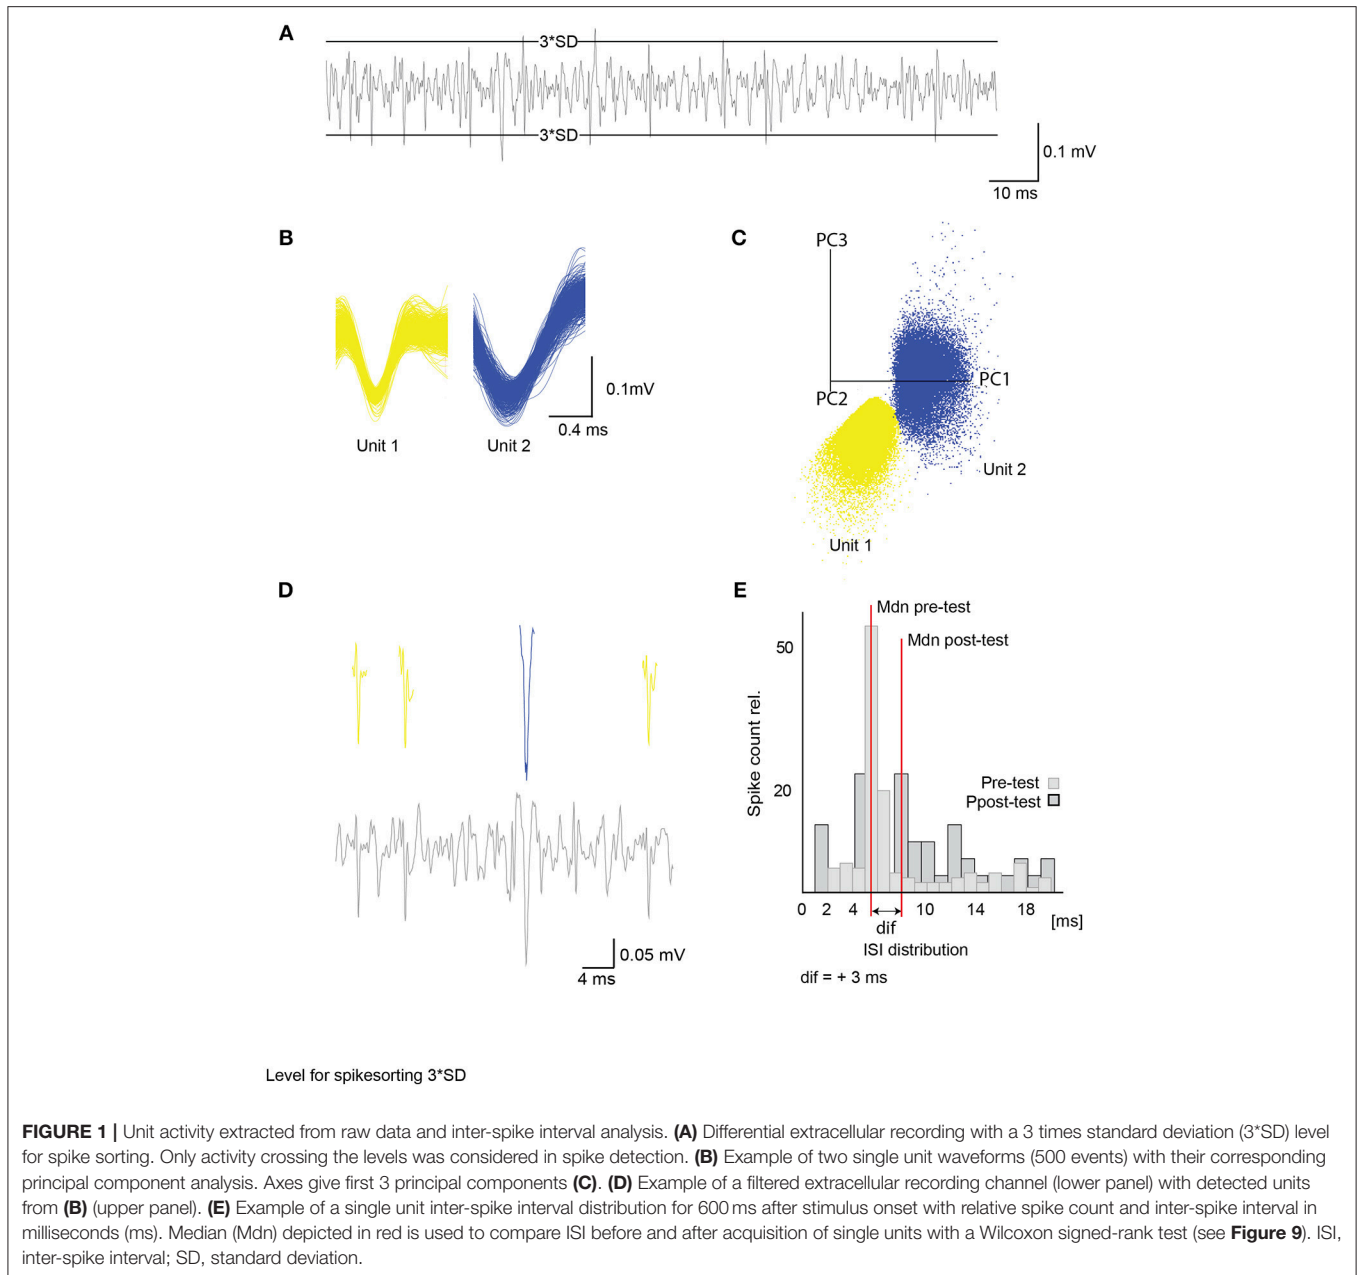 A
3*SD
3*SD
0.1 mV
10 ms
B
Unit 1
Unit 2
0.1mV
0.4 ms
C
PC3
PC1
PC2
Unit 2
Unit 1
D
0.05 mV
4 ms
E
Mdn pre-test
Mdn post-test
50
20
Spike count rel.
Pre-test
Ppost-test
0 2 4 10 14 18 [ms]
dif
ISI distribution
dif = + 3 ms
Level for spikesorting 3*SD
FIGURE 1 | Unit activity extracted from raw data and inter-spike interval analysis. (A) Differential extracellular recording with a 3 times standard deviation (3*SD) level
for spike sorting. Only activity crossing the levels was considered in spike detection. (B) Example of two single unit waveforms (500 events) with their corresponding
principal component analysis. Axes give first 3 principal components (C). (D) Example of a filtered extracellular recording channel (lower panel) with detected units
from (B) (upper panel). (E) Example of a single unit inter-spike interval distribution for 600 ms after stimulus onset with relative spike count and inter-spike interval in
milliseconds (ms). Median (Mdn) depicted in red is used to compare ISI before and after acquisition of single units with a Wilcoxon signed-rank test (see Figure 9). ISI,
inter-spike interval; SD, standard deviation.